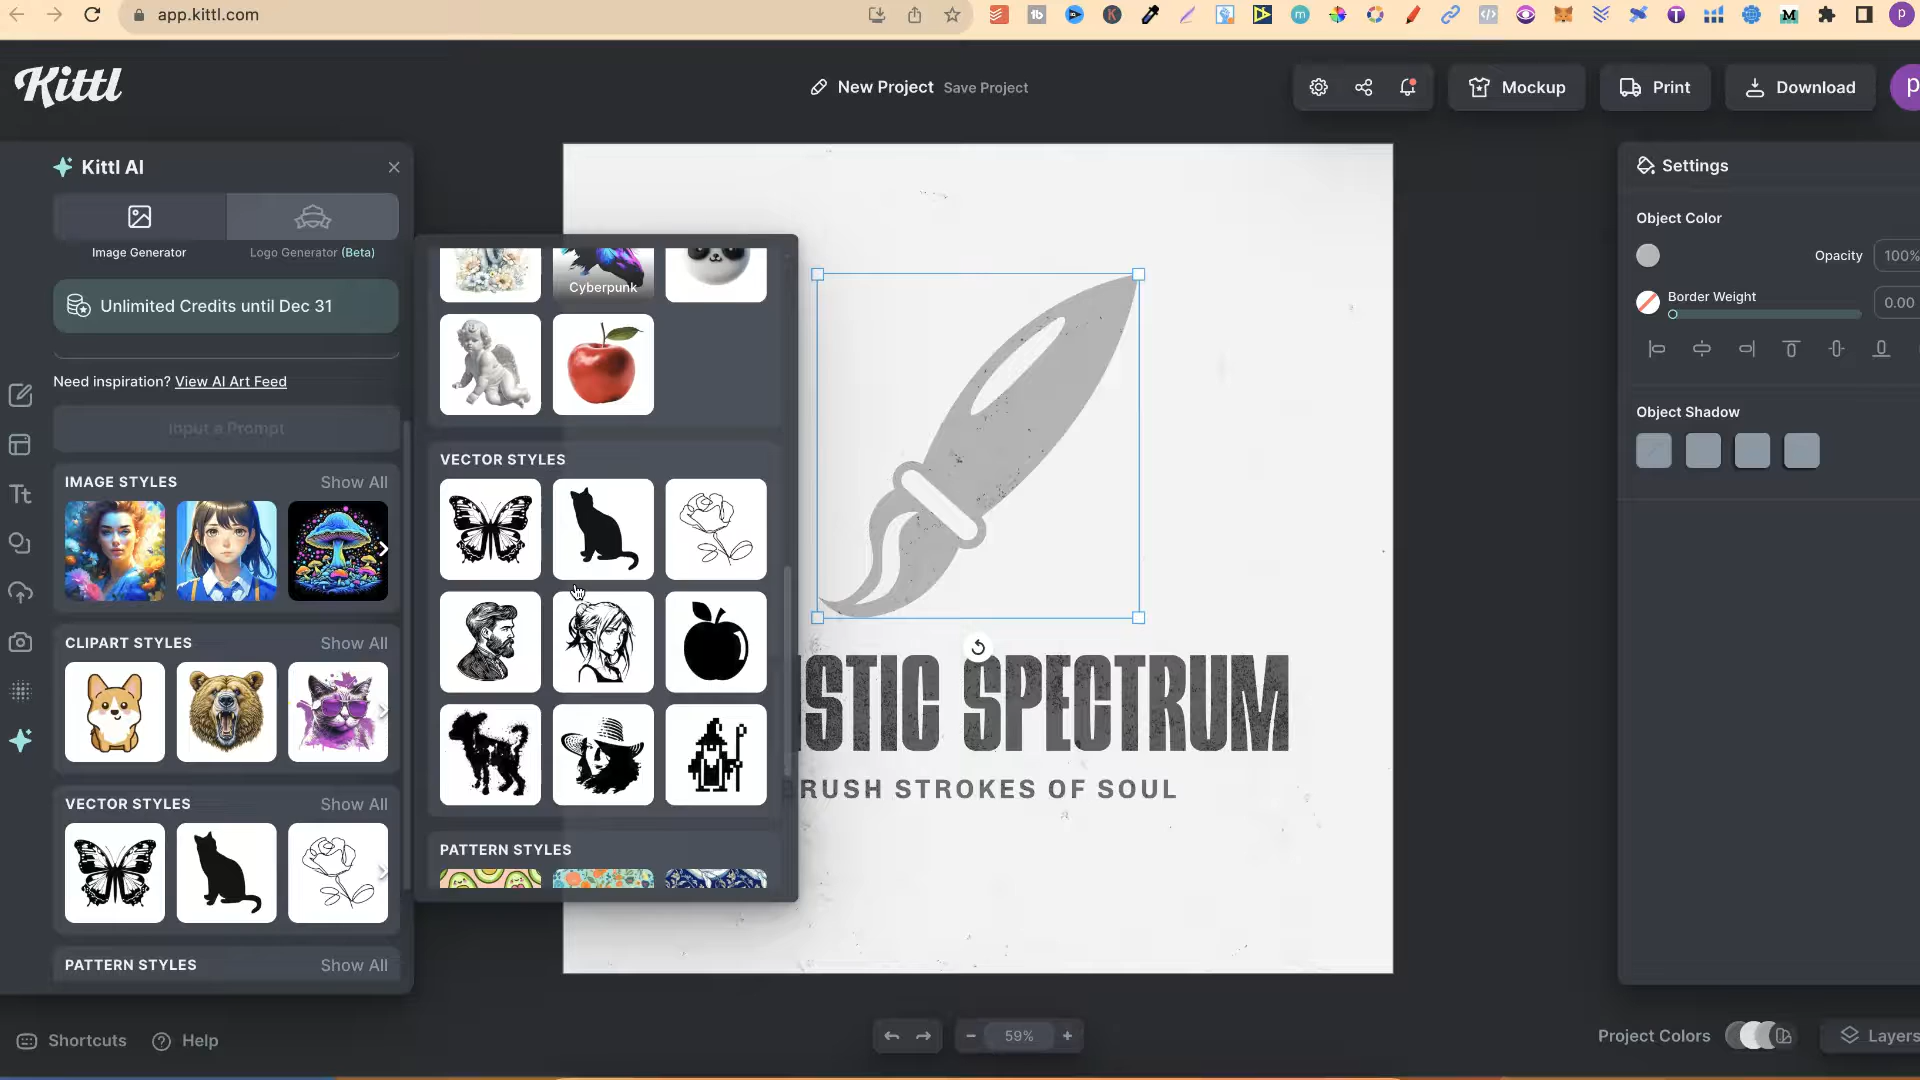 app.kittl.com
Kittl
New Project Save Project
Mockup
Print
Download
p
Kittl AI
Image Generator
Logo Generator (Beta)
Unlimited Credits until Dec 31
Need inspiration? View AI Art Feed
Input a Prompt
IMAGE STYLES Show All
CLIPART STYLES Show All
VECTOR STYLES Show All
PATTERN STYLES Show All
Cyberpunk
VECTOR STYLES
PATTERN STYLES
ISTIC SPECTRUM
BRUSH STROKES OF SOUL
Settings
Object Color
Opacity 100%
Border Weight 0.00
Object Shadow
Shortcuts Help
59%
Project Colors
Layers